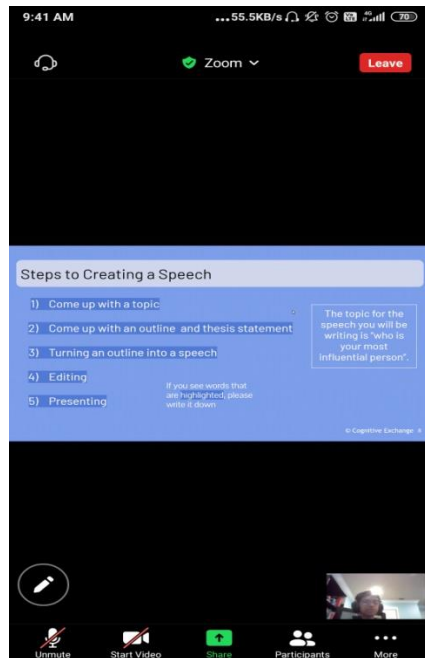 9:41 AM ...55.5KB/s 4G 70
Zoom Leave
Steps to Creating a Speech
1) Come up with a topic
2) Come up with an outline and thesis statement
3) Turning an outline into a speech
4) Editing
5) Presenting
If you see words that
are highlighted, please
write it down
The topic for the
speech you will be
writing is "who is
your most
influential person".
© Cognitive Exchange
Unmute Start Video Share Participants More